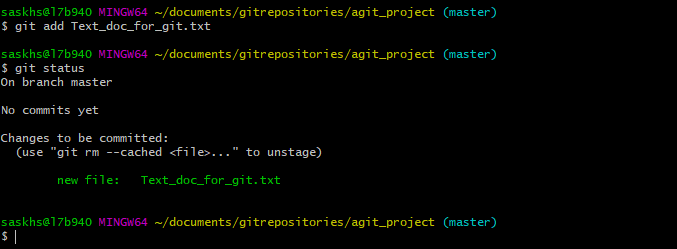 saskhs@l7b940 MINGW64 ~/documents/gitrepositories/agit_project (master)
$ git add Text_doc_for_git.txt
saskhs@l7b940 MINGW64 ~/documents/gitrepositories/agit_project (master)
$ git status
On branch master
No commits yet
Changes to be committed:
(use "git rm --cached <file>..." to unstage)
new file: Text_doc_for_git.txt
saskhs@l7b940 MINGW64 ~/documents/gitrepositories/agit_project (master)
$